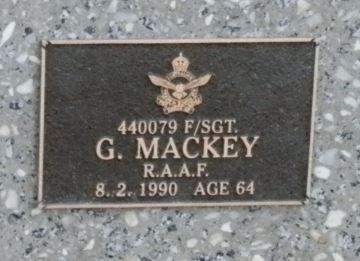 440079 F/SGT.
G. MACKEY
R.A.A.F.
8.2.1990 AGE 64